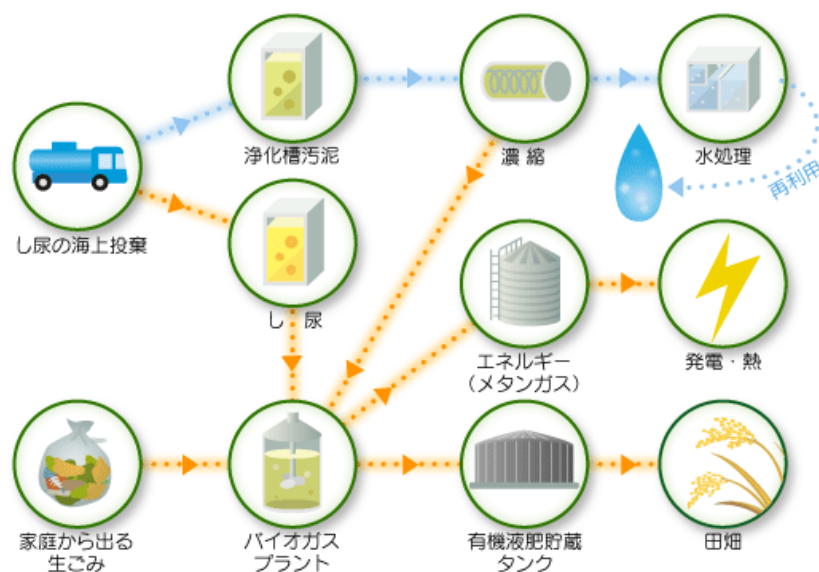 浄化槽汚泥
濃 縮
水処理
再利用
し尿の海上投棄
し 尿
エネルギー
（メタンガス）
発電・熱
家庭から出る
生ごみ
バイオガス
プラント
有機液肥貯蔵
タンク
田畑